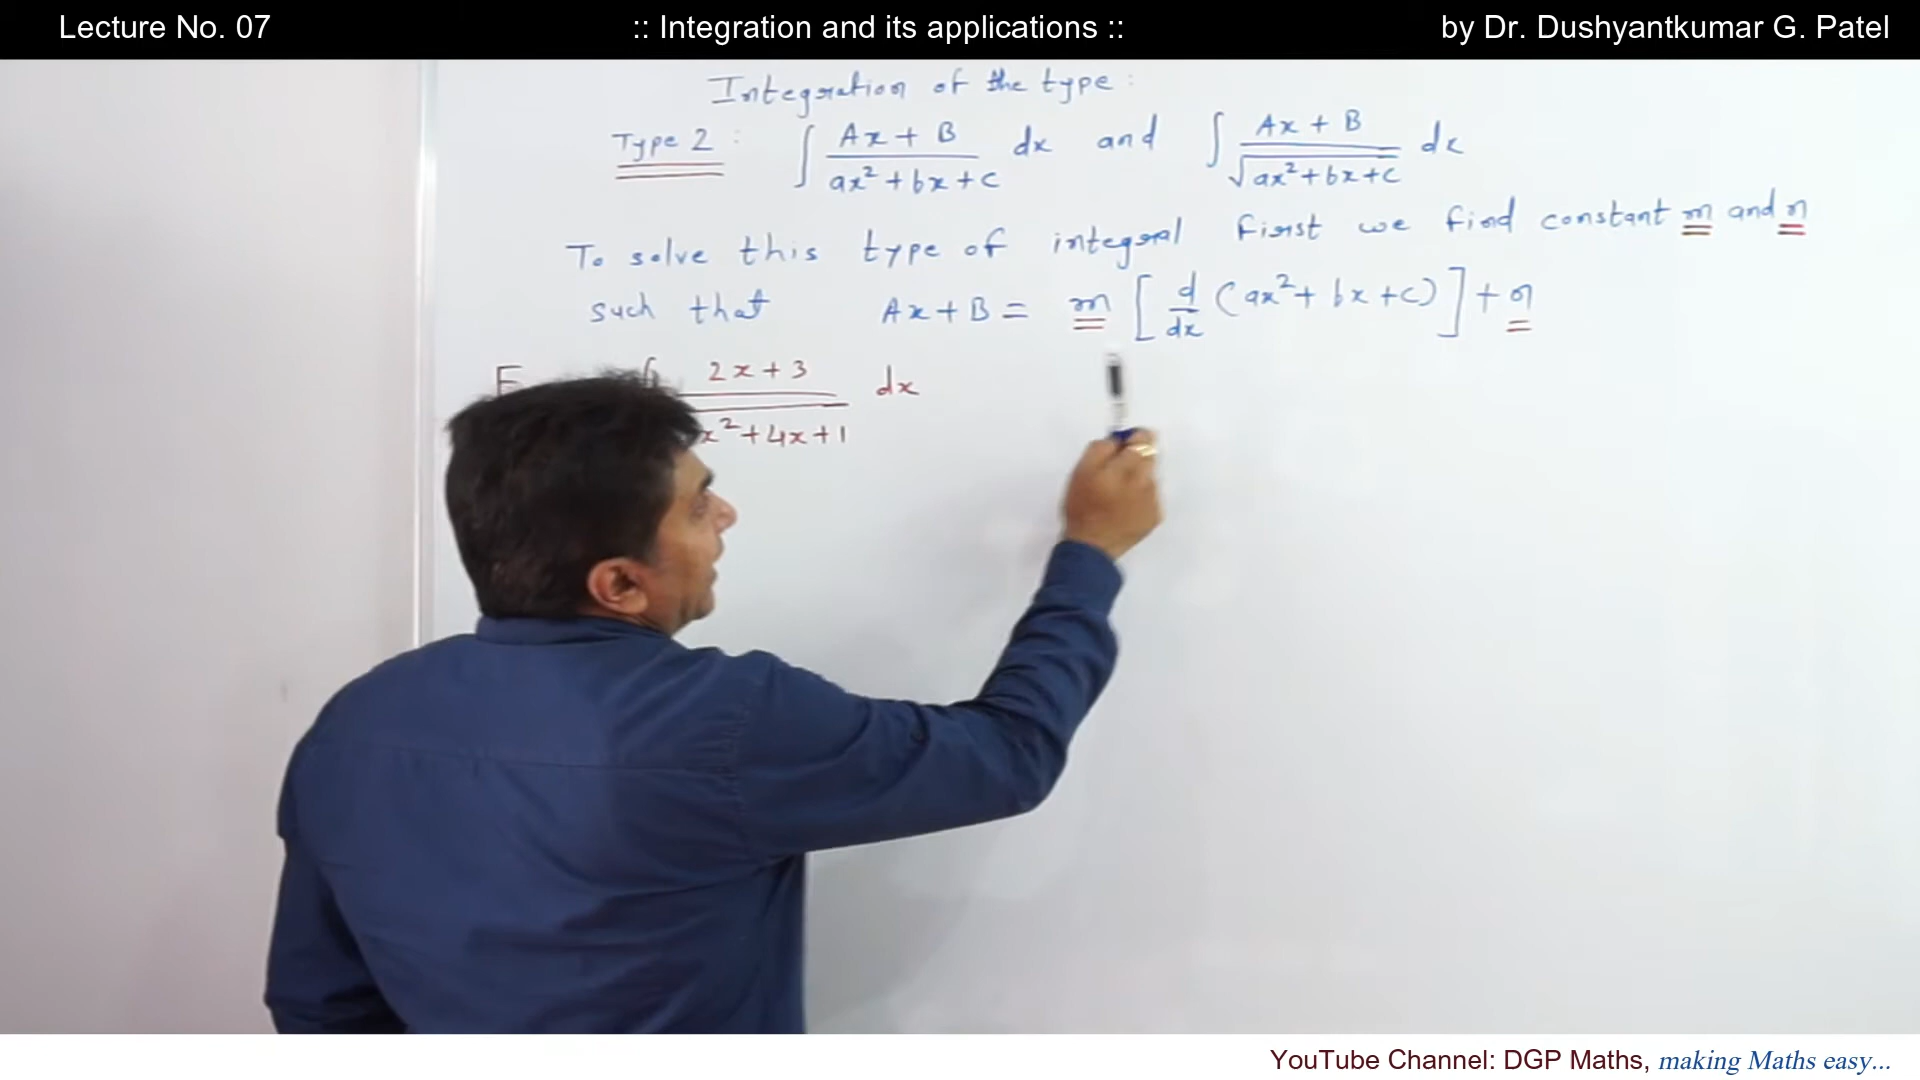 Lecture No. 07 :: Integration and its applications :: by Dr. Dushyantkumar G. Patel
Integration of the type :
Type 2 : ∫ (Ax + B)/(ax² + bx + c) dx and ∫ (Ax + B)/√(ax² + bx + c) dx
To solve this type of integral first we find constant m and n
such that Ax + B = m [ d/dx (ax² + bx + c) ] + n
2x + 3 dx
x² + 4x + 1
YouTube Channel: DGP Maths, making Maths easy...